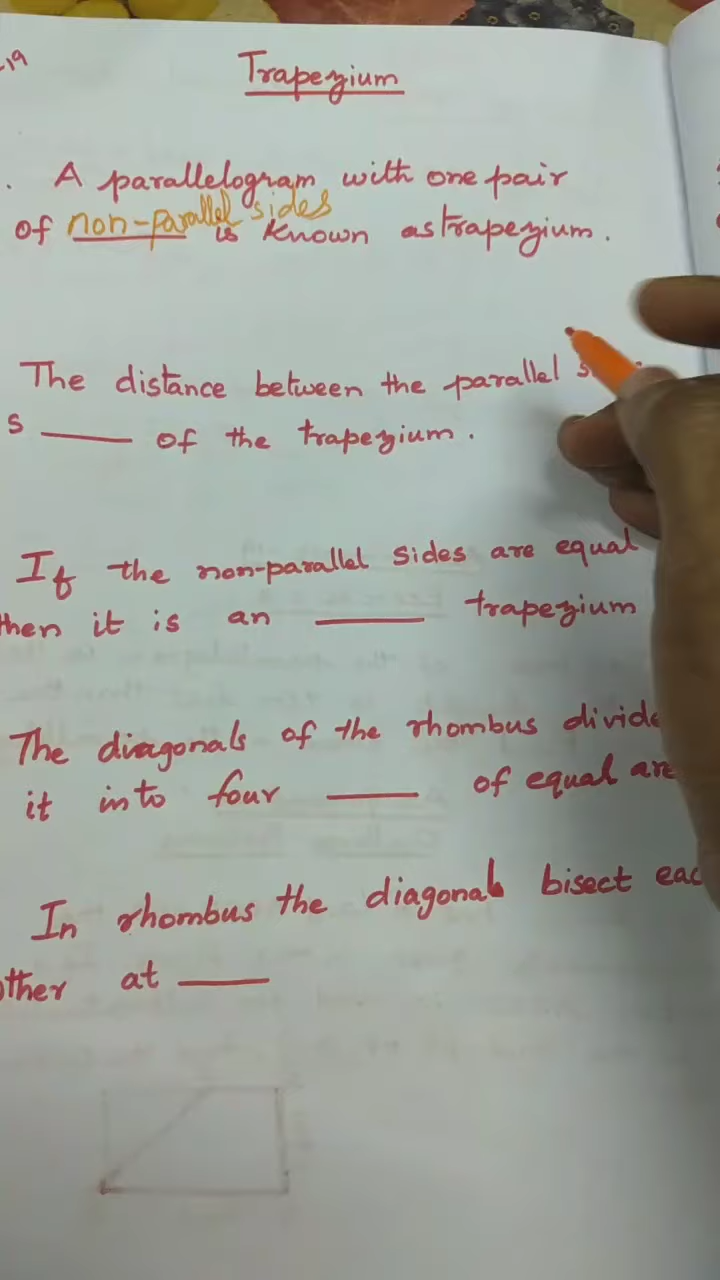 Trapezium
. A parallelogram with one pair
of non-parallel sides is known as trapezium.
The distance between the parallel
s ____ of the trapezium.
If the non-parallel sides are equal
then it is an ____ trapezium
The diagonals of the rhombus divide
it into four ____ of equal are
In rhombus the diagonals bisect eac
other at ____